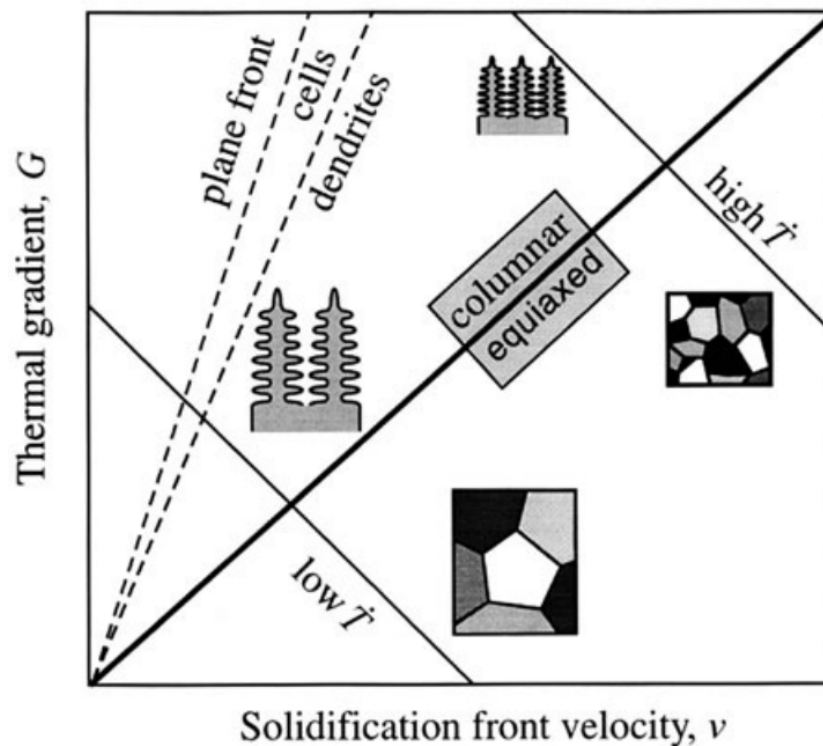 plane front
cells
dendrites
high Ṫ
columnar
equiaxed
low Ṫ
Thermal gradient, G
Solidification front velocity, v